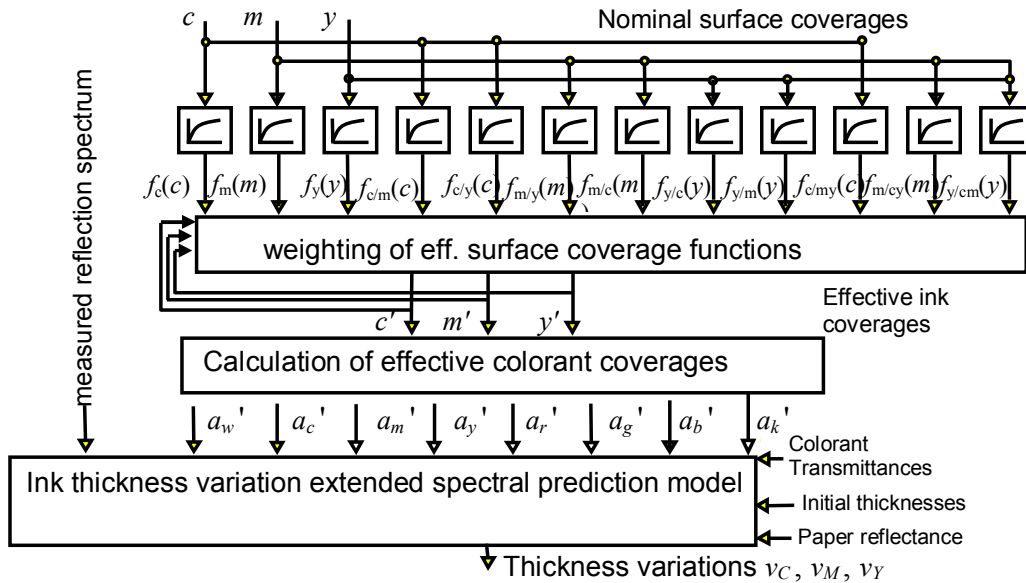 c m y Nominal surface coverages
measured reflection spectrum
fc(c) fm(m) fy(y) fc/m(c) fc/y(c) fm/y(m) fm/c(m) fy/c(y) fy/m(y) fc/my(c) fm/cy(m) fy/cm(y)
weighting of eff. surface coverage functions
Effective ink
coverages
c' m' y'
Calculation of effective colorant coverages
aw' ac' am' ay' ar' ag' ab' ak'
Colorant
Transmittances
Ink thickness variation extended spectral prediction model
Initial thicknesses
Paper reflectance
Thickness variations vC, vM, vY